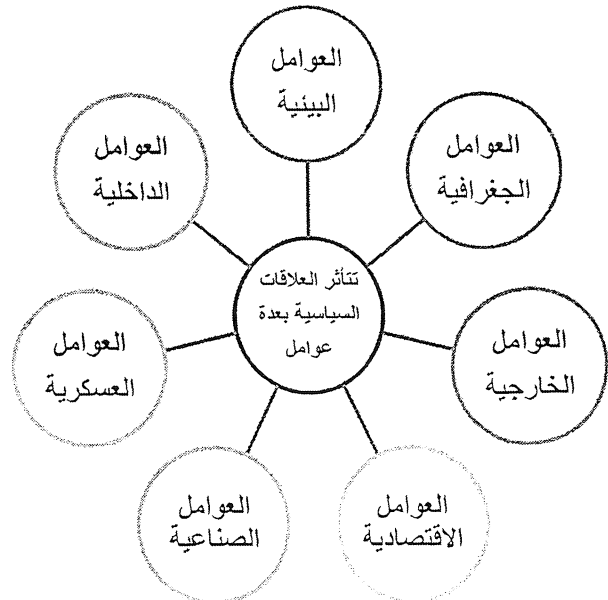 العوامل
البيئية
العوامل
الجغرافية
العوامل
الداخلية
تتأثر العلاقات
السياسية بعدة
عوامل
العوامل
الخارجية
العوامل
العسكرية
العوامل
الاقتصادية
العوامل
الصناعية